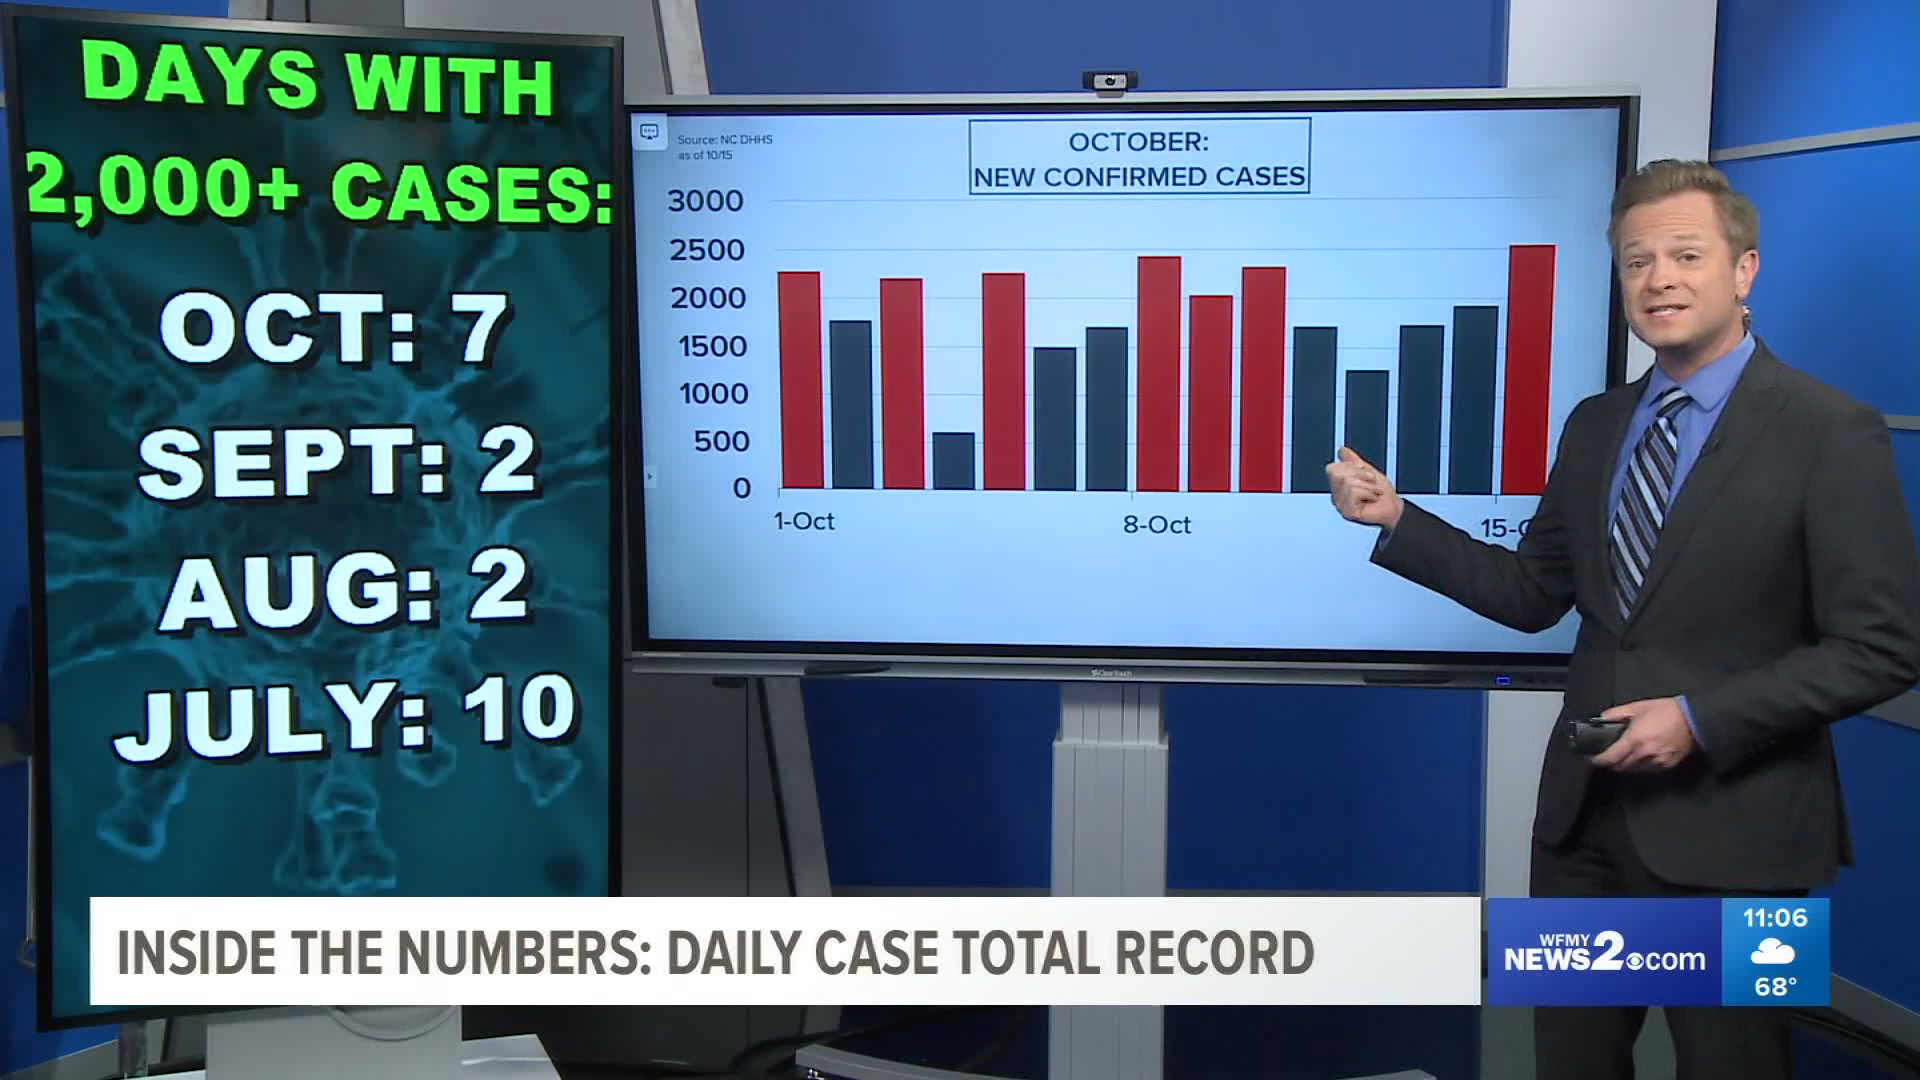 DAYS WITH
2,000+ CASES:
OCT: 7
SEPT: 2
AUG: 2
JULY: 10
Source: NC DHHS
as of 10/15
OCTOBER:
NEW CONFIRMED CASES
3000
2500
2000
1500
1000
500
0
1-Oct
8-Oct
15-O
ClearTouch
INSIDE THE NUMBERS: DAILY CASE TOTAL RECORD
WFMY
NEWS2.com
11:06
68°